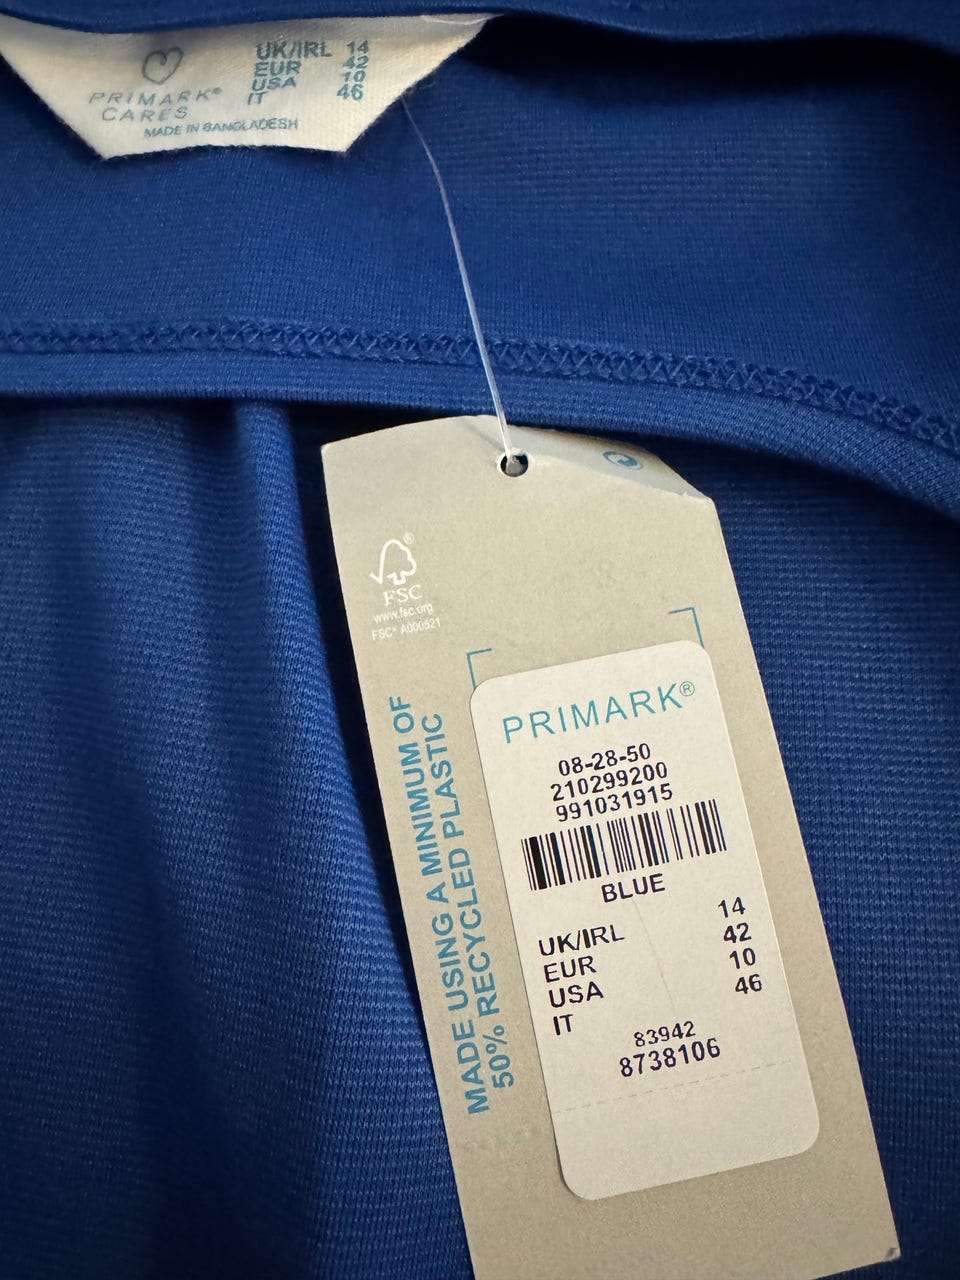 PRIMARK®
CARES
UK/IRL 14
EUR 42
USA 10
IT 46
MADE IN BANGLADESH
®
FSC
www.fsc.org
FSC® A000521
MADE USING A MINIMUM OF
50% RECYCLED PLASTIC
PRIMARK®
08-28-50
210299200
991031915
BLUE
UK/IRL 14
EUR 42
USA 10
IT 46
83942
8738106